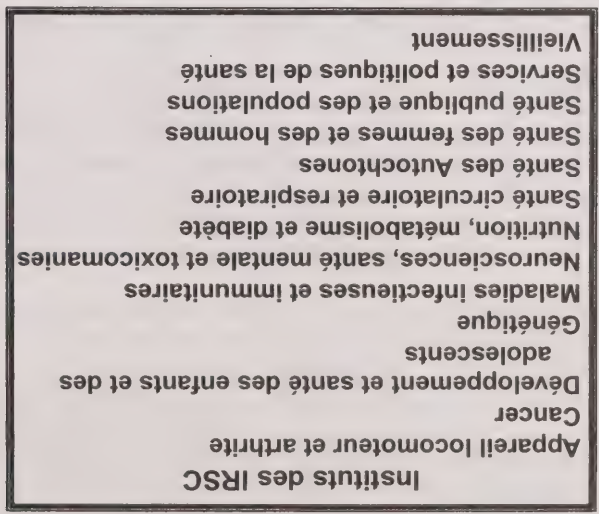 Instituts des IRSC
Appareil locomoteur et arthrite
Cancer
Développement et santé des enfants et des
adolescents
Génétique
Maladies infectieuses et immunitaires
Neurosciences, santé mentale et toxicomanies
Nutrition, métabolisme et diabète
Santé circulatoire et respiratoire
Santé des Autochtones
Santé des femmes et des hommes
Santé publique et des populations
Services et politiques de la santé
Vieillissement